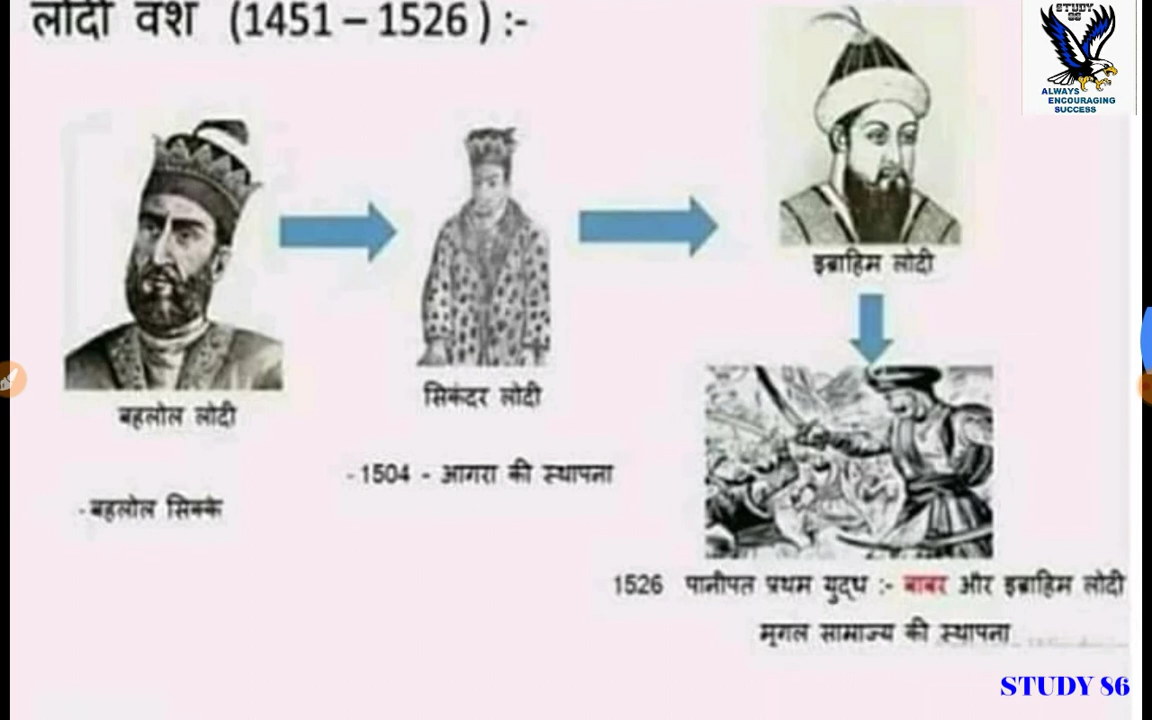 लोदी वंश (1451 – 1526 ) :-
STUDY
86
ALWAYS
ENCOURAGING
SUCCESS
इब्राहिम लोदी
सिकंदर लोदी
बहलोल लोदी
- 1504 - आगरा की स्थापना
- बहलोल सिक्के
1526 पानीपत प्रथम युद्ध :- बाबर और इब्राहिम लोदी
मुगल सामाज्य की स्थापना
STUDY 86